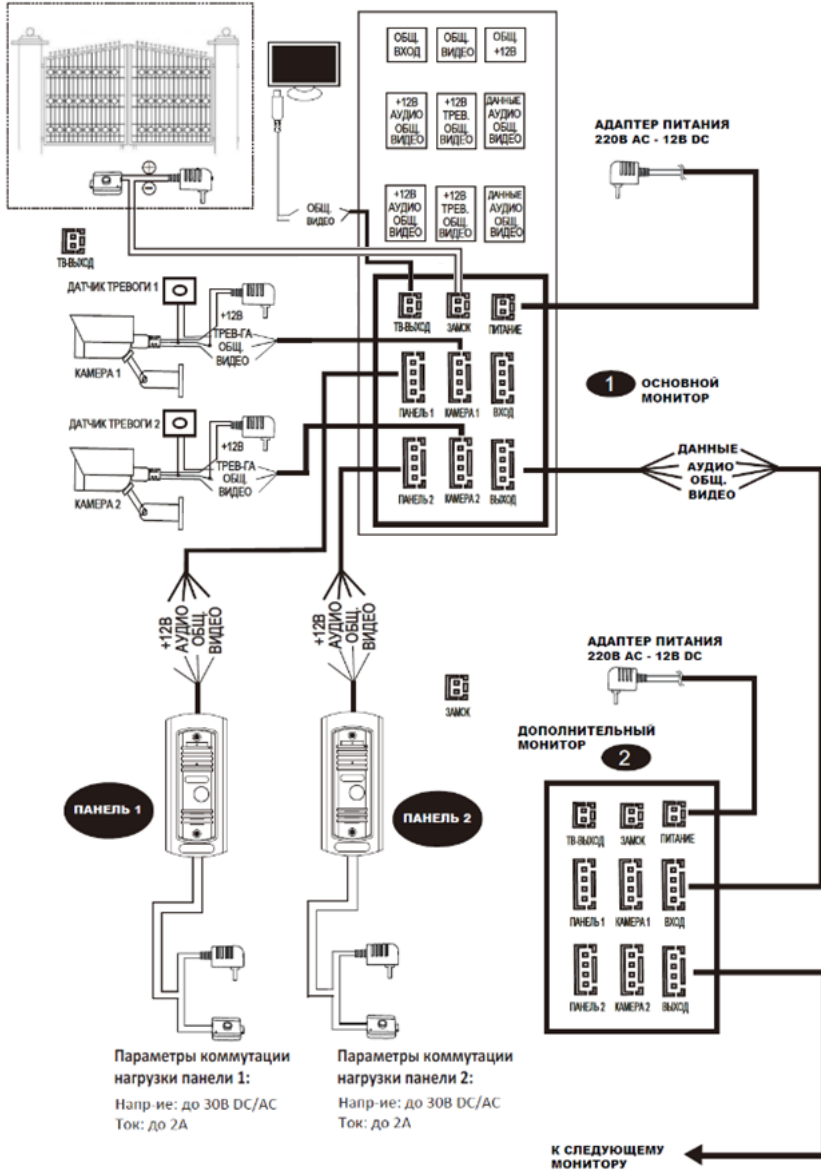 ОБЩ.
ВХОД
ОБЩ.
ВИДЕО
ОБЩ.
+12В
+12В
АУДИО
ОБЩ.
ВИДЕО
+12В
ТРЕВ.
ОБЩ.
ВИДЕО
ДАННЫЕ
АУДИО
ОБЩ.
ВИДЕО
+12В
АУДИО
ОБЩ.
ВИДЕО
+12В
ТРЕВ.
ОБЩ.
ВИДЕО
ДАННЫЕ
АУДИО
ОБЩ.
ВИДЕО
АДАПТЕР ПИТАНИЯ
220В AC - 12В DC
ОБЩ.
ВИДЕО
ТВ-ВЫХОД
ДАТЧИК ТРЕВОГИ 1
+12В
ТРЕВ-ГА
ОБЩ.
ВИДЕО
КАМЕРА 1
ДАТЧИК ТРЕВОГИ 2
+12В
ТРЕВ-ГА
ОБЩ.
ВИДЕО
КАМЕРА 2
ТВ-ВЫХОД ЗАМОК ПИТАНИЕ
ПАНЕЛЬ 1 КАМЕРА 1 ВХОД
ПАНЕЛЬ 2 КАМЕРА 2 ВЫХОД
1 ОСНОВНОЙ
МОНИТОР
ДАННЫЕ
АУДИО
ОБЩ.
ВИДЕО
+12В
АУДИО
ОБЩ.
ВИДЕО
+12В
АУДИО
ОБЩ.
ВИДЕО
ЗАМОК
ПАНЕЛЬ 1
ПАНЕЛЬ 2
АДАПТЕР ПИТАНИЯ
220В AC - 12В DC
ДОПОЛНИТЕЛЬНЫЙ
МОНИТОР 2
ТВ-ВЫХОД ЗАМОК ПИТАНИЕ
ПАНЕЛЬ 1 КАМЕРА 1 ВХОД
ПАНЕЛЬ 2 КАМЕРА 2 ВЫХОД
Параметры коммутации
нагрузки панели 1:
Напр-ие: до 30В DC/AC
Ток: до 2А
Параметры коммутации
нагрузки панели 2:
Напр-ие: до 30В DC/AC
Ток: до 2А
К СЛЕДУЮЩЕМУ
МОНИТОРУ